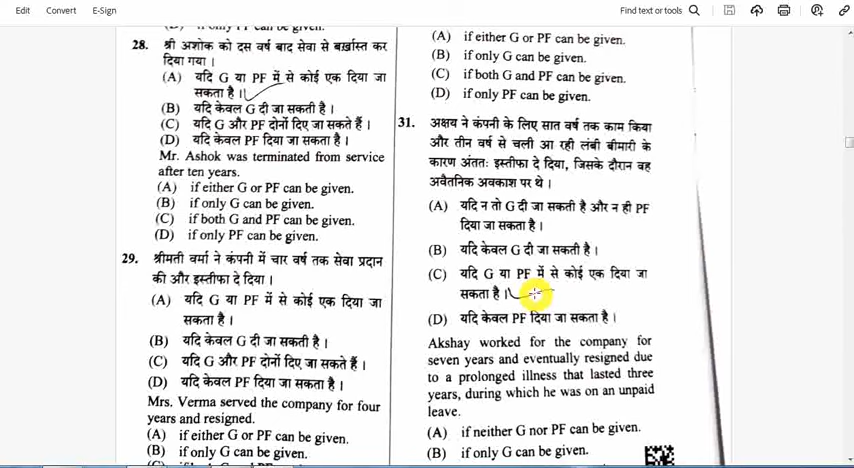 Edit Convert E-Sign Find text or tools
28. श्री अशोक को दस वर्ष बाद सेवा से बर्ख़ास्त कर
दिया गया ।
(A) यदि G या PF में से कोई एक दिया जा
सकता है ।
(B) यदि केवल G दी जा सकती है ।
(C) यदि G और PF दोनों दिए जा सकते हैं ।
(D) यदि केवल PF दिया जा सकता है ।
Mr. Ashok was terminated from service
after ten years.
(A) if either G or PF can be given.
(B) if only G can be given.
(C) if both G and PF can be given.
(D) if only PF can be given.
29. श्रीमती वर्मा ने कंपनी में चार वर्ष तक सेवा प्रदान
की और इस्तीफा दे दिया ।
(A) यदि G या PF में से कोई एक दिया जा
सकता है ।
(B) यदि केवल G दी जा सकती है ।
(C) यदि G और PF दोनों दिए जा सकते हैं ।
(D) यदि केवल PF दिया जा सकता है ।
Mrs. Verma served the company for four
years and resigned.
(A) if either G or PF can be given.
(B) if only G can be given.
(A) if either G or PF can be given.
(B) if only G can be given.
(C) if both G and PF can be given.
(D) if only PF can be given.
31. अक्षय ने कंपनी के लिए सात वर्ष तक काम किया
और तीन वर्ष से चली आ रही लंबी बीमारी के
कारण अंततः इस्तीफा दे दिया, जिसके दौरान वह
अवैतनिक अवकाश पर थे ।
(A) यदि न तो G दी जा सकती है और न ही PF
दिया जा सकता है ।
(B) यदि केवल G दी जा सकती है ।
(C) यदि G या PF में से कोई एक दिया जा
सकता है ।
(D) यदि केवल PF दिया जा सकता है ।
Akshay worked for the company for
seven years and eventually resigned due
to a prolonged illness that lasted three
years, during which he was on an unpaid
leave.
(A) if neither G nor PF can be given.
(B) if only G can be given.